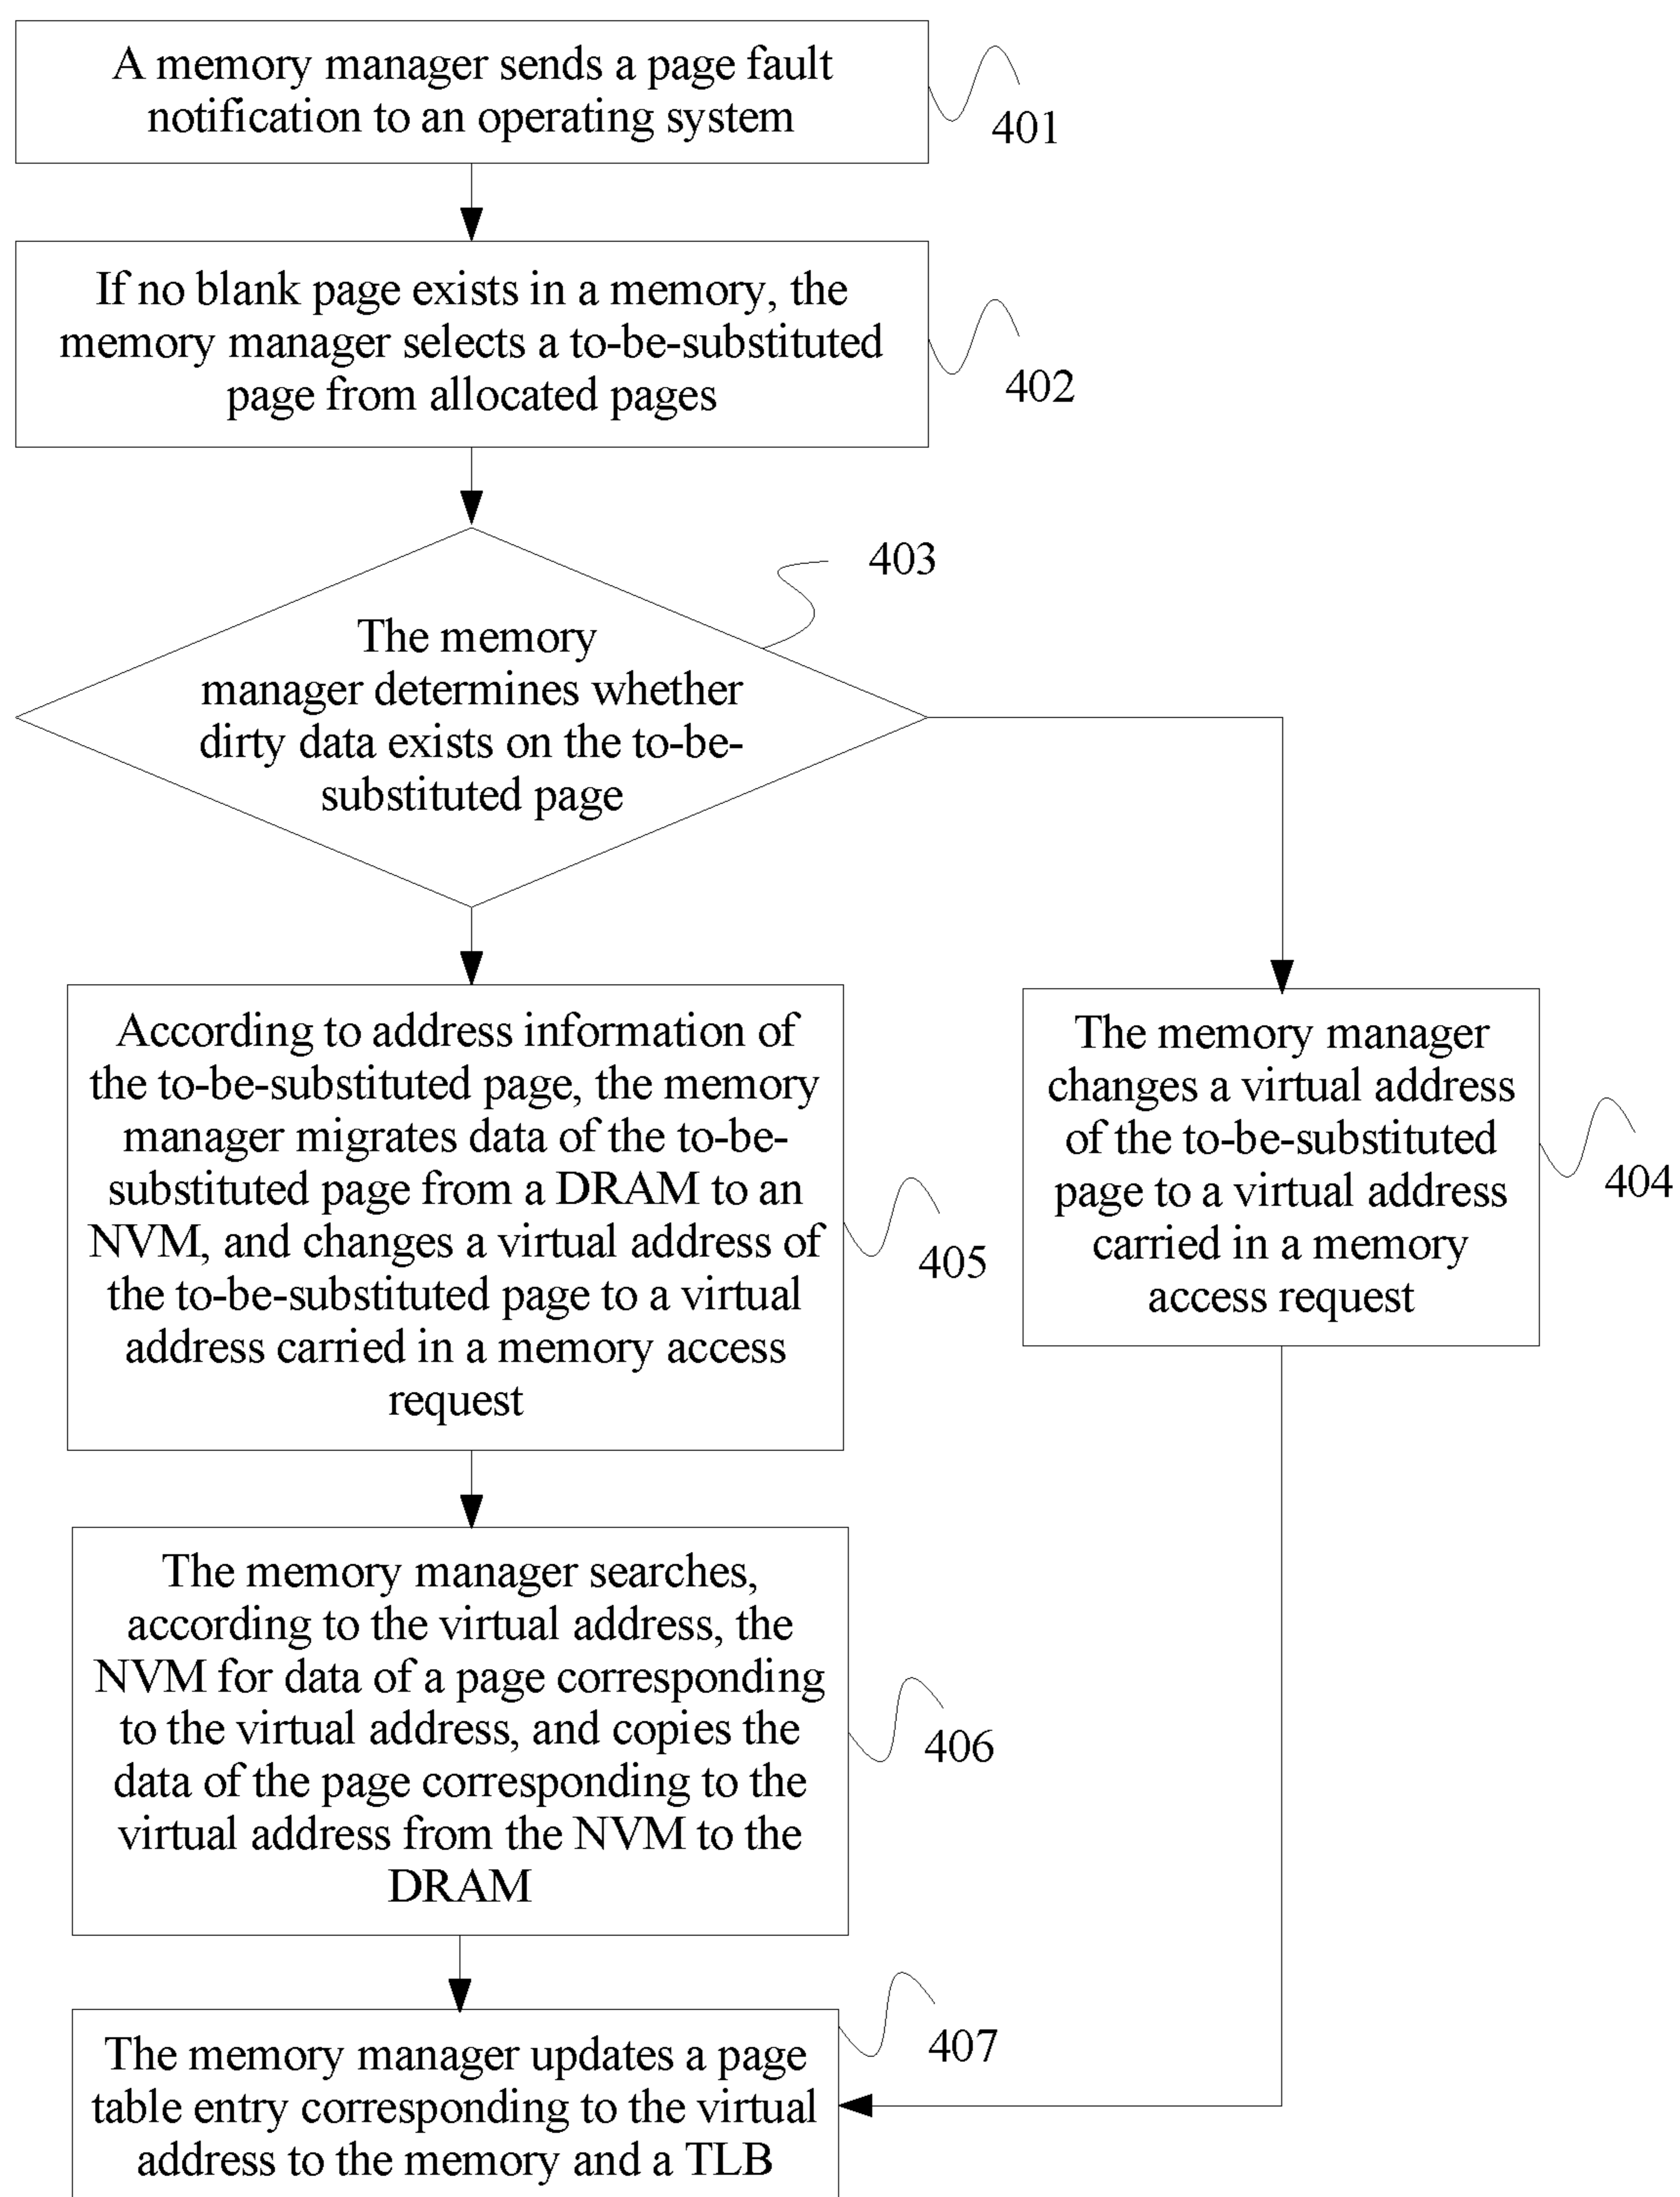 A memory manager sends a page fault
notification to an operating system
401
If no blank page exists in a memory, the
memory manager selects a to-be-substituted
page from allocated pages
402
403
The memory
manager determines whether
dirty data exists on the to-be-
substituted page
According to address information of
the to-be-substituted page, the memory
manager migrates data of the to-be-
substituted page from a DRAM to an
NVM, and changes a virtual address of
the to-be-substituted page to a virtual
address carried in a memory access
request
405
The memory manager
changes a virtual address
of the to-be-substituted
page to a virtual address
carried in a memory
access request
404
The memory manager searches,
according to the virtual address, the
NVM for data of a page corresponding
to the virtual address, and copies the
data of the page corresponding to the
virtual address from the NVM to the
DRAM
406
The memory manager updates a page
table entry corresponding to the virtual
address to the memory and a TLB
407